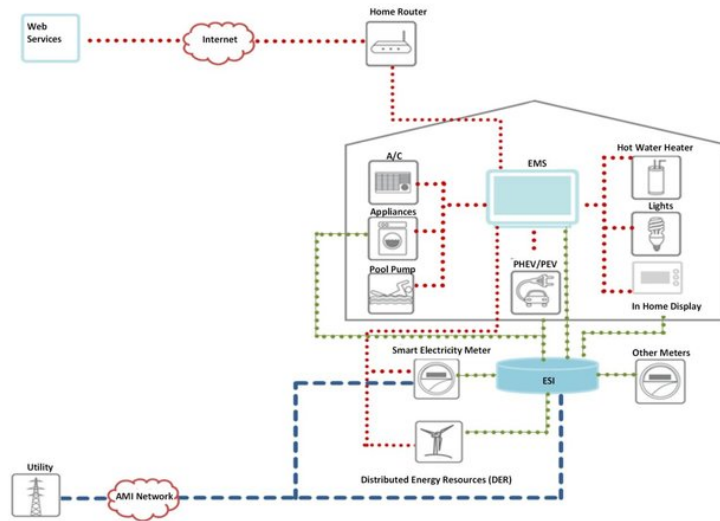 Home Router
Web
Services
Internet
Hot Water Heater
A/C
EMS
Appliances
Lights
Pool Pump
PHEV/PEV
In Home Display
Smart Electricity Meter
Other Meters
ESI
Utility
Distributed Energy Resources (DER)
AMI Network